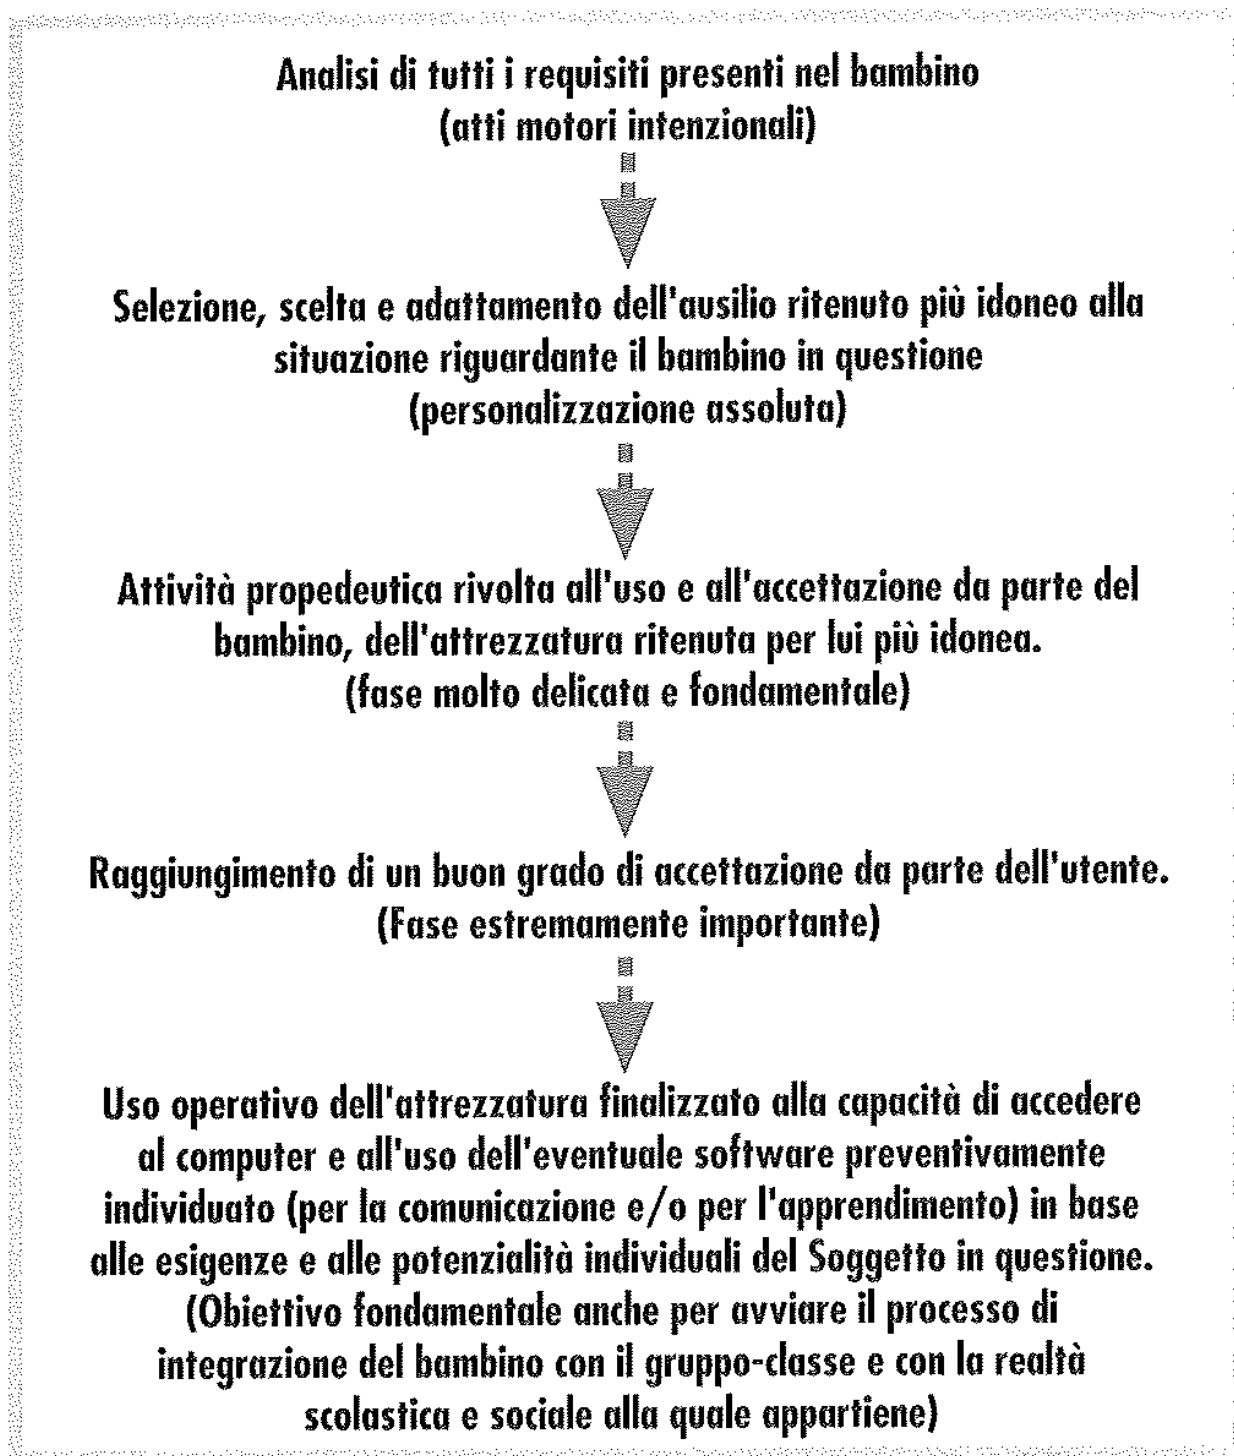 Analisi di tutti i requisiti presenti nel bambino
(atti motori intenzionali)
Selezione, scelta e adattamento dell'ausilio ritenuto più idoneo alla
situazione riguardante il bambino in questione
(personalizzazione assoluta)
Attività propedeutica rivolta all'uso e all'accettazione da parte del
bambino, dell'attrezzatura ritenuta per lui più idonea.
(fase molto delicata e fondamentale)
Raggiungimento di un buon grado di accettazione da parte dell'utente.
(Fase estremamente importante)
Uso operativo dell'attrezzatura finalizzato alla capacità di accedere
al computer e all'uso dell'eventuale software preventivamente
individuato (per la comunicazione e/o per l'apprendimento) in base
alle esigenze e alle potenzialità individuali del Soggetto in questione.
(Obiettivo fondamentale anche per avviare il processo di
integrazione del bambino con il gruppo-classe e con la realtà
scolastica e sociale alla quale appartiene)